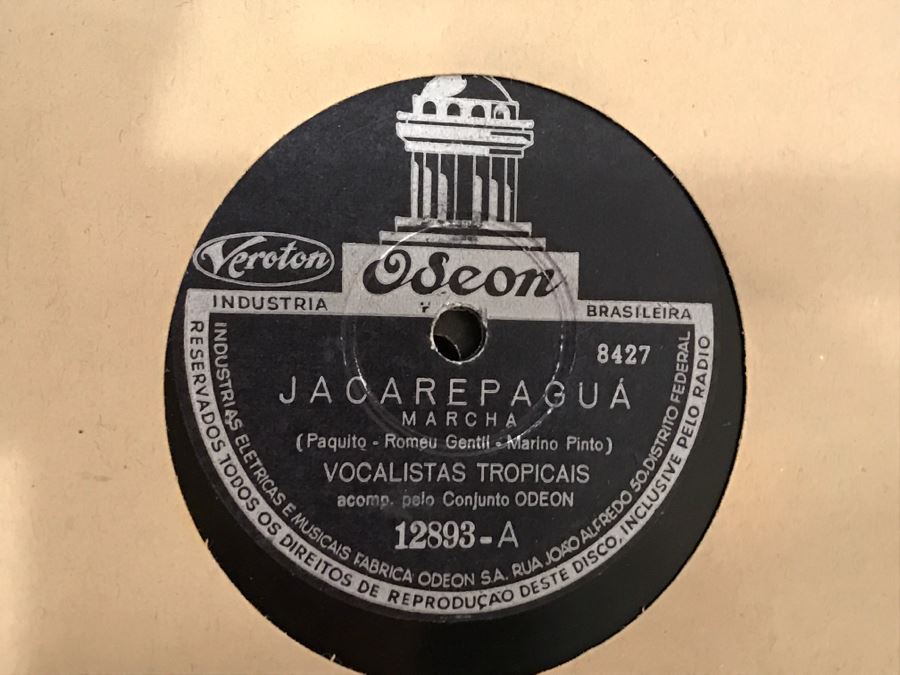 Veroton
Odeon
INDUSTRIA
BRASILEIRA
8427
JACAREPAGUÁ
MARCHA
(Paquito - Romeu Gentil - Marino Pinto)
VOCALISTAS TROPICAIS
acomp. pelo Conjunto ODEON
12893-A
INDUSTRIAS ELETRICAS E MUSICAIS FABRICA ODEON S.A. RUA JOÃO ALFREDO 50, DISTRITO FEDERAL
RESERVADOS TODOS OS DIREITOS DE REPRODUÇÃO DESTE DISCO, INCLUSIVE PELO RADIO